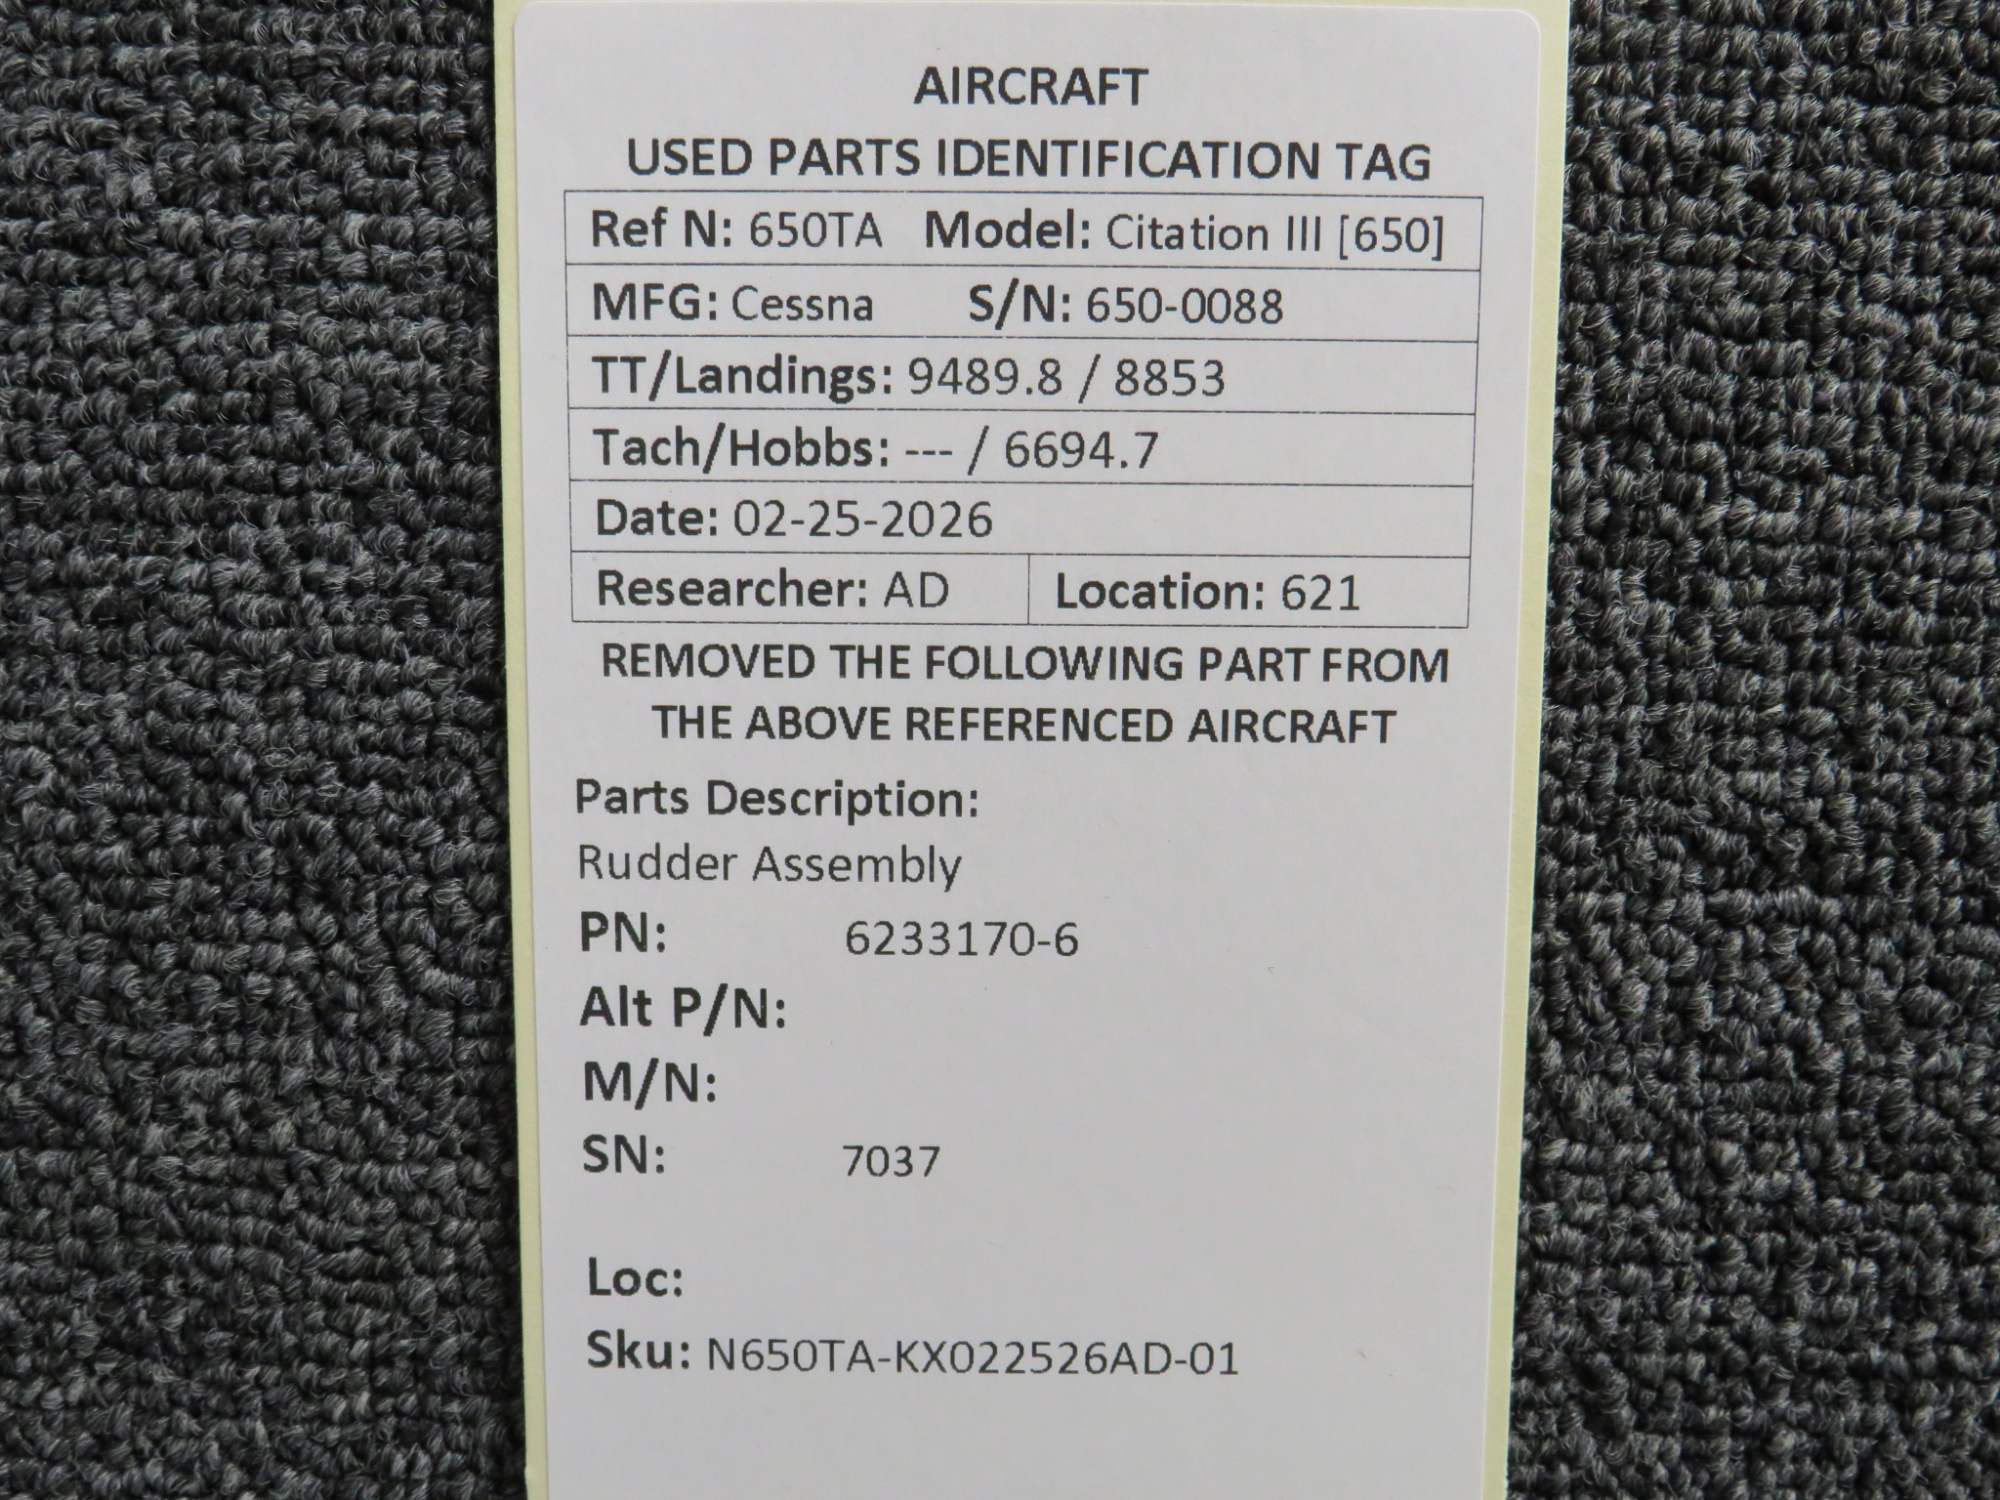 AIRCRAFT
USED PARTS IDENTIFICATION TAG
Ref N: 650TA Model: Citation III [650]
MFG: Cessna S/N: 650-0088
TT/Landings: 9489.8 / 8853
Tach/Hobbs: --- / 6694.7
Date: 02-25-2026
Researcher: AD Location: 621
REMOVED THE FOLLOWING PART FROM
THE ABOVE REFERENCED AIRCRAFT
Parts Description:
Rudder Assembly
PN: 6233170-6
Alt P/N:
M/N:
SN: 7037
Loc:
Sku: N650TA-KX022526AD-01